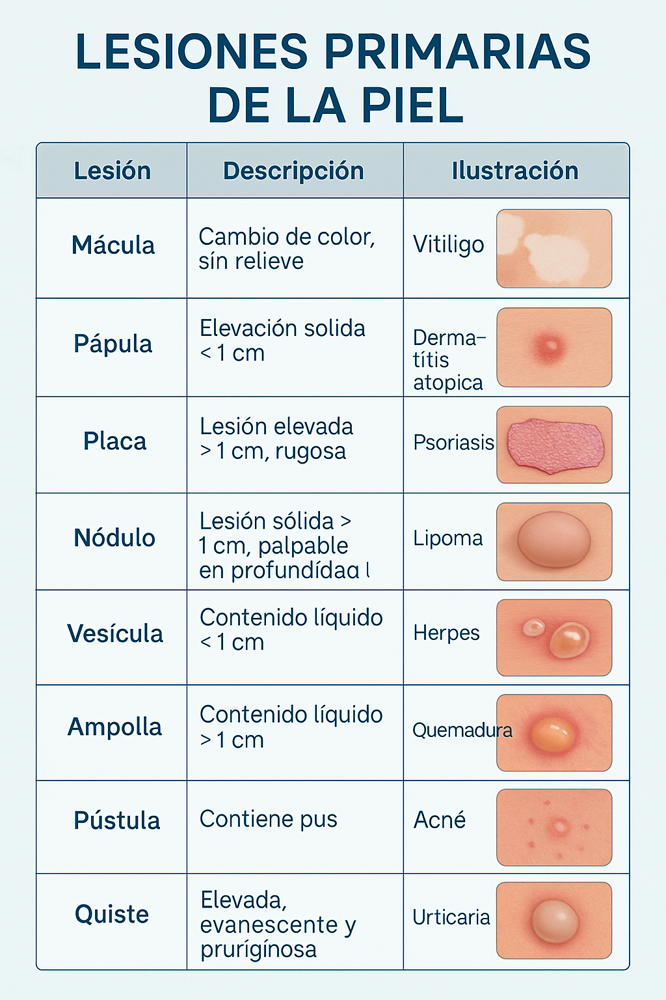 LESIONES PRIMARIAS
DE LA PIEL
Lesión
Descripción
Ilustración
Mácula
Cambio de color,
sín relieve
Vitiligo
Pápula
Elevación solida
< 1 cm
Derma–
títis
atopica
Placa
Lesión elevada
> 1 cm, rugosa
Psoriasis
Nódulo
Lesión sólida >
1 cm, palpable
en profundídaɑ l
Lipoma
Vesícula
Contenido líquido
< 1 cm
Herpes
Ampolla
Contenido líquido
> 1 cm
Quemadura
Pústula
Contiene pus
Acné
Quiste
Elevada,
evanescente y
prurígínosa
Urticaria